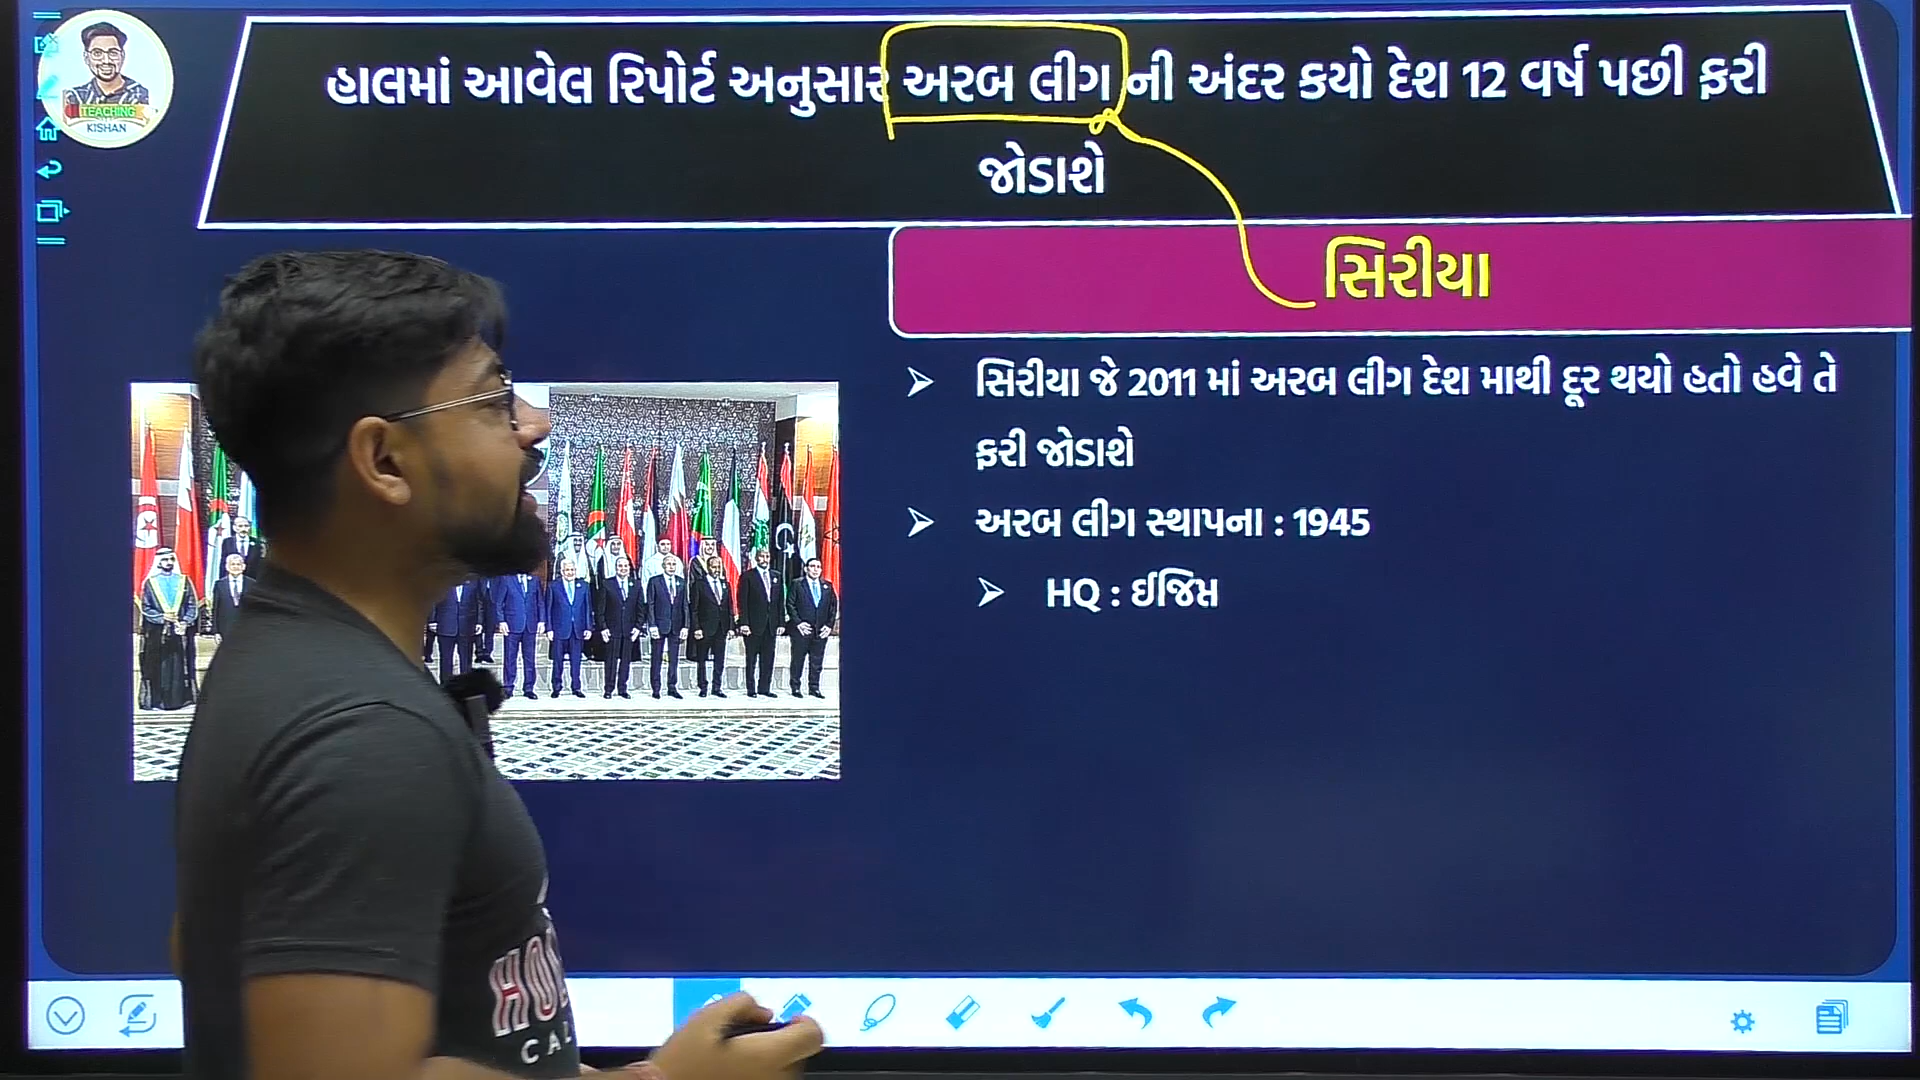 હાલમાં આવેલ રિપોર્ટ અનુસાર અરબ લીગ ની અંદર કયો દેશ 12 વર્ષ પછી ફરી
જોડાશે
TEACHING
KISHAN
સિરીયા
સિરીયા જે 2011 માં અરબ લીગ દેશ માથી દૂર થયો હતો હવે તે
ફરી જોડાશે
અરબ લીગ સ્થાપના : 1945
HQ : ઈજિપ્ત